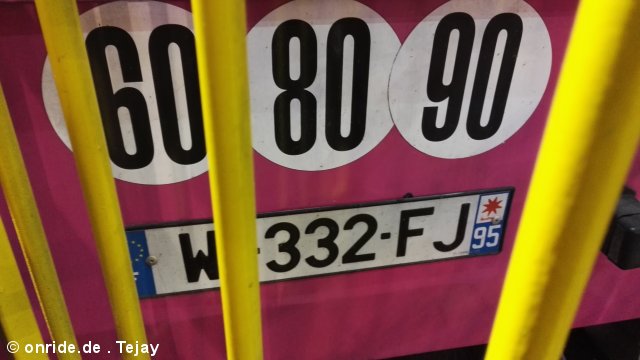 60 80 90
W-332-FJ 95
© onride.de . Tejay